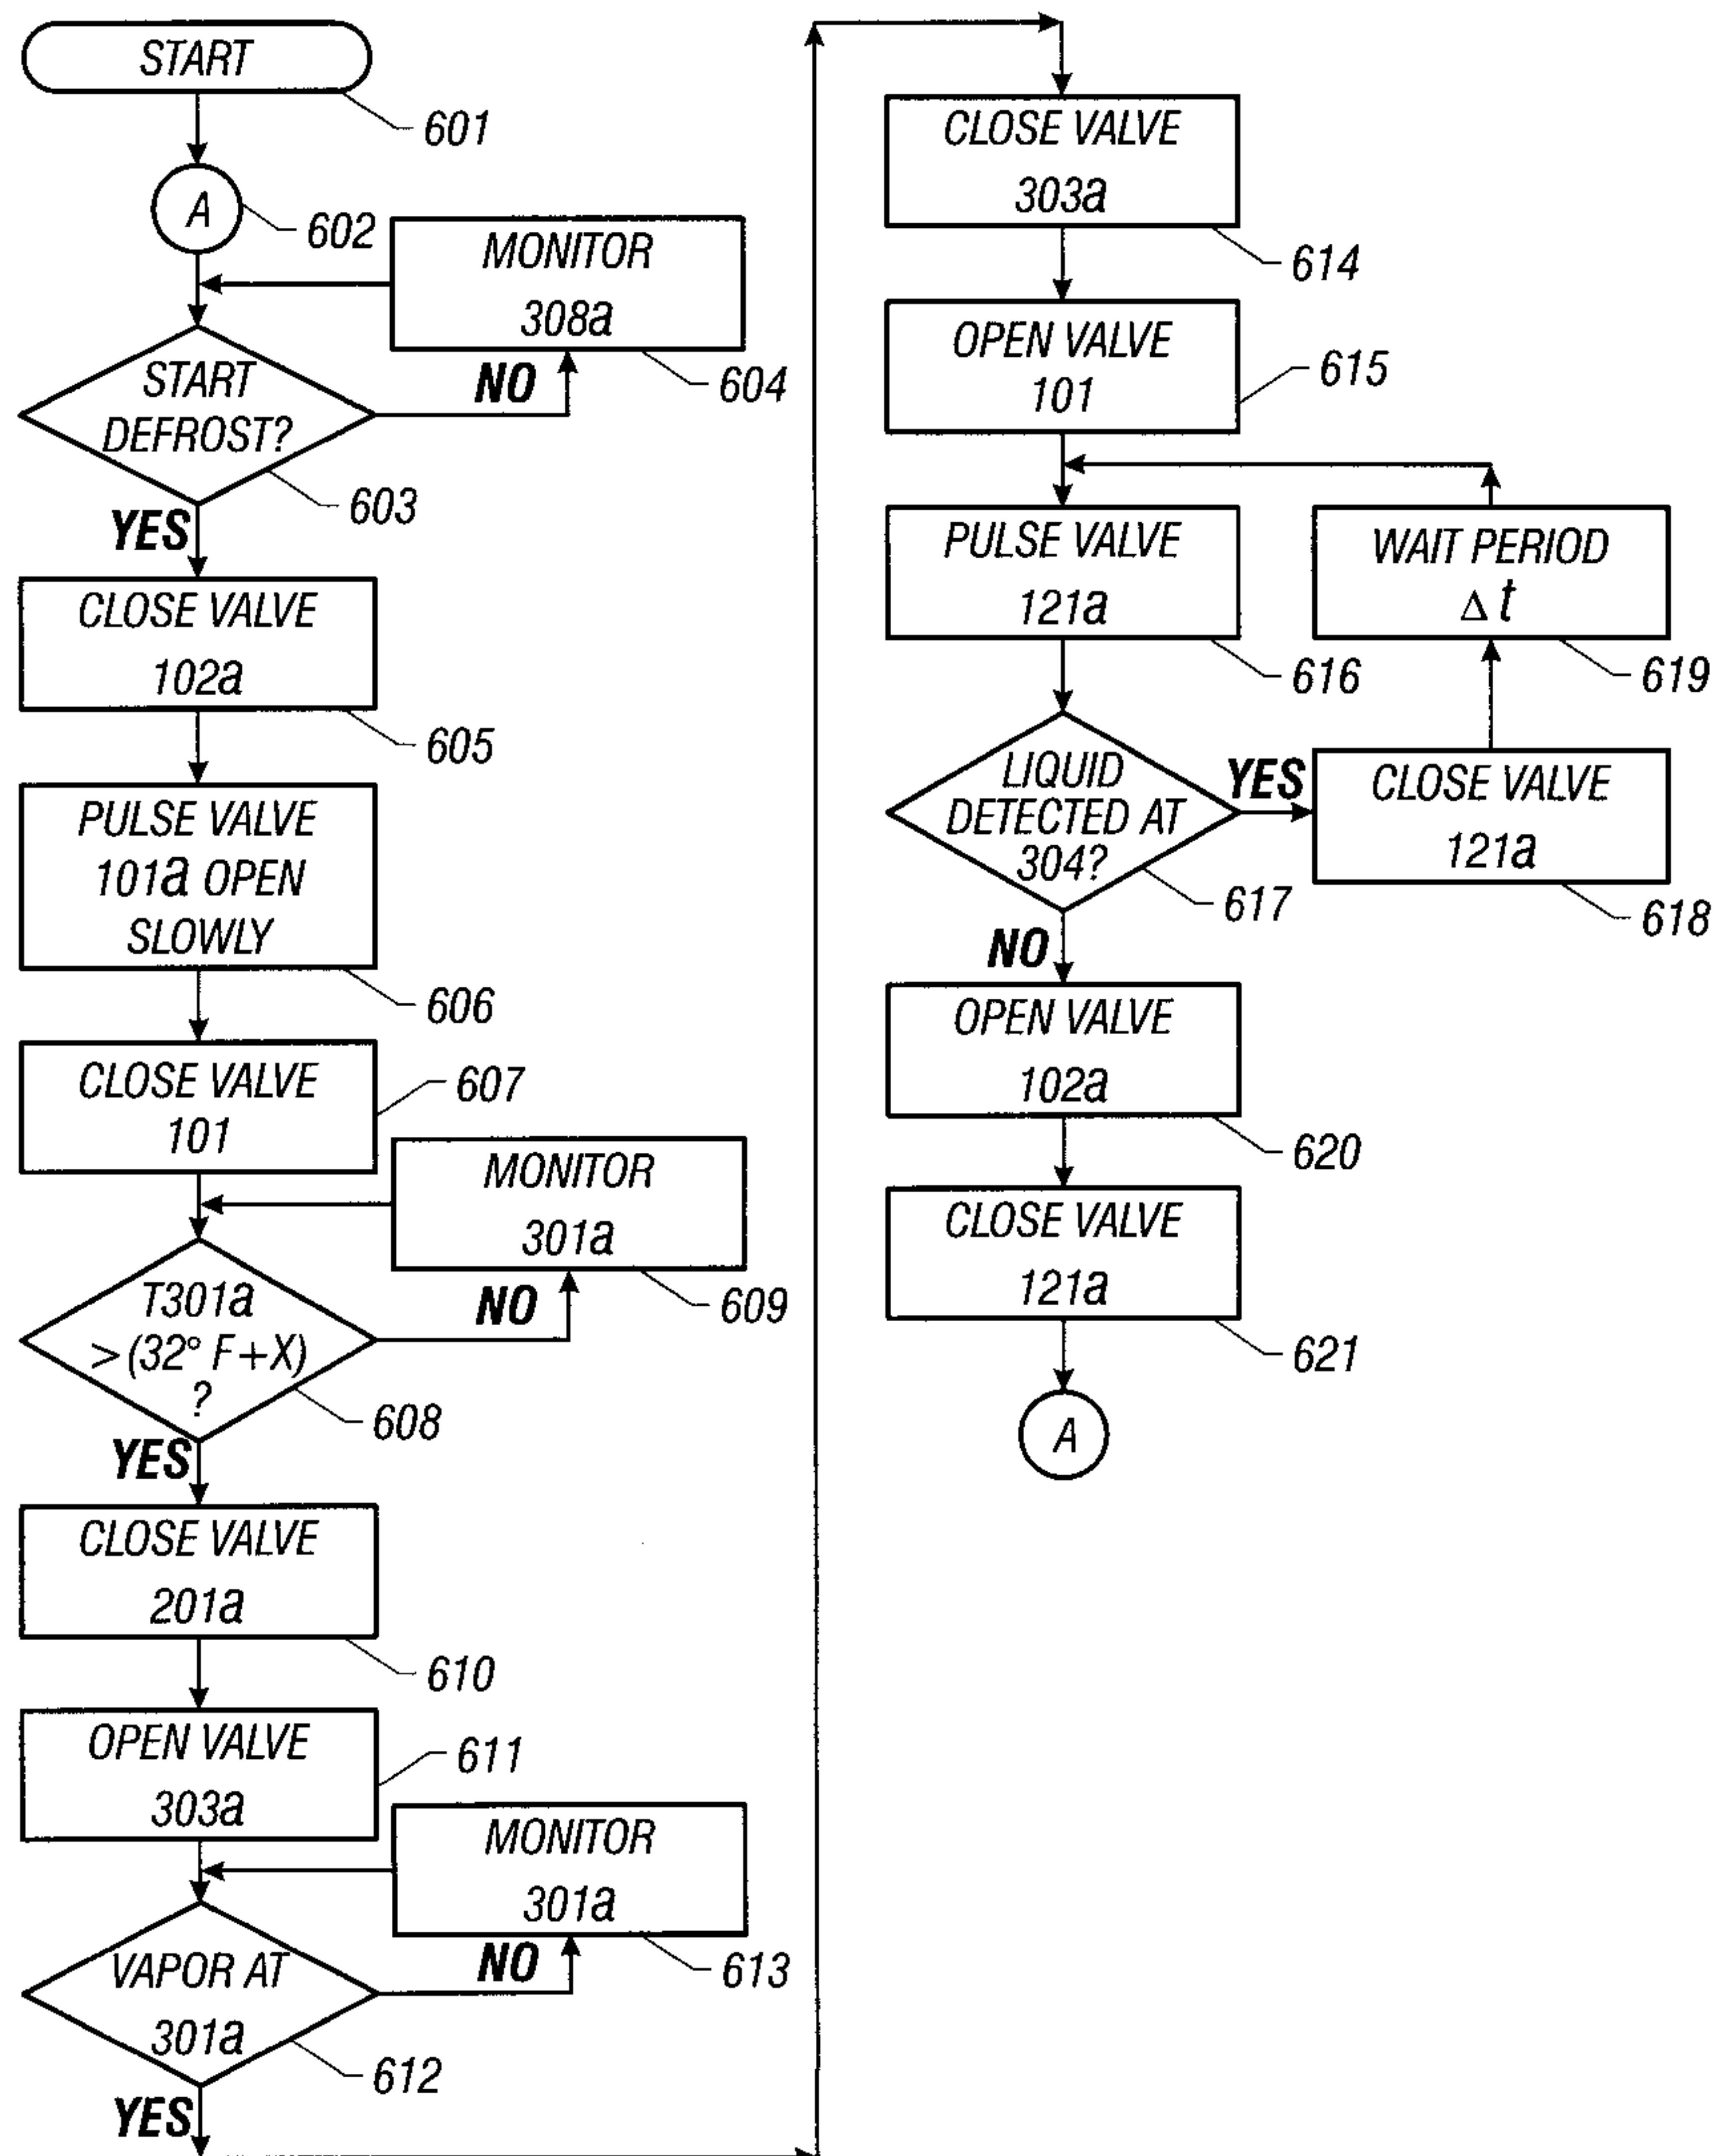 START
601
A
602
MONITOR
308a
604
START
DEFROST?
NO
603
YES
CLOSE VALVE
102a
605
PULSE VALVE
101a OPEN
SLOWLY
606
CLOSE VALVE
101
607
MONITOR
301a
609
T301a
> (32° F+X)
?
NO
608
YES
CLOSE VALVE
201a
610
OPEN VALVE
303a
611
MONITOR
301a
613
VAPOR AT
301a
NO
612
YES
CLOSE VALVE
303a
614
OPEN VALVE
101
615
PULSE VALVE
121a
616
WAIT PERIOD
Δt
619
LIQUID
DETECTED AT
304?
617
YES
CLOSE VALVE
121a
618
NO
OPEN VALVE
102a
620
CLOSE VALVE
121a
621
A